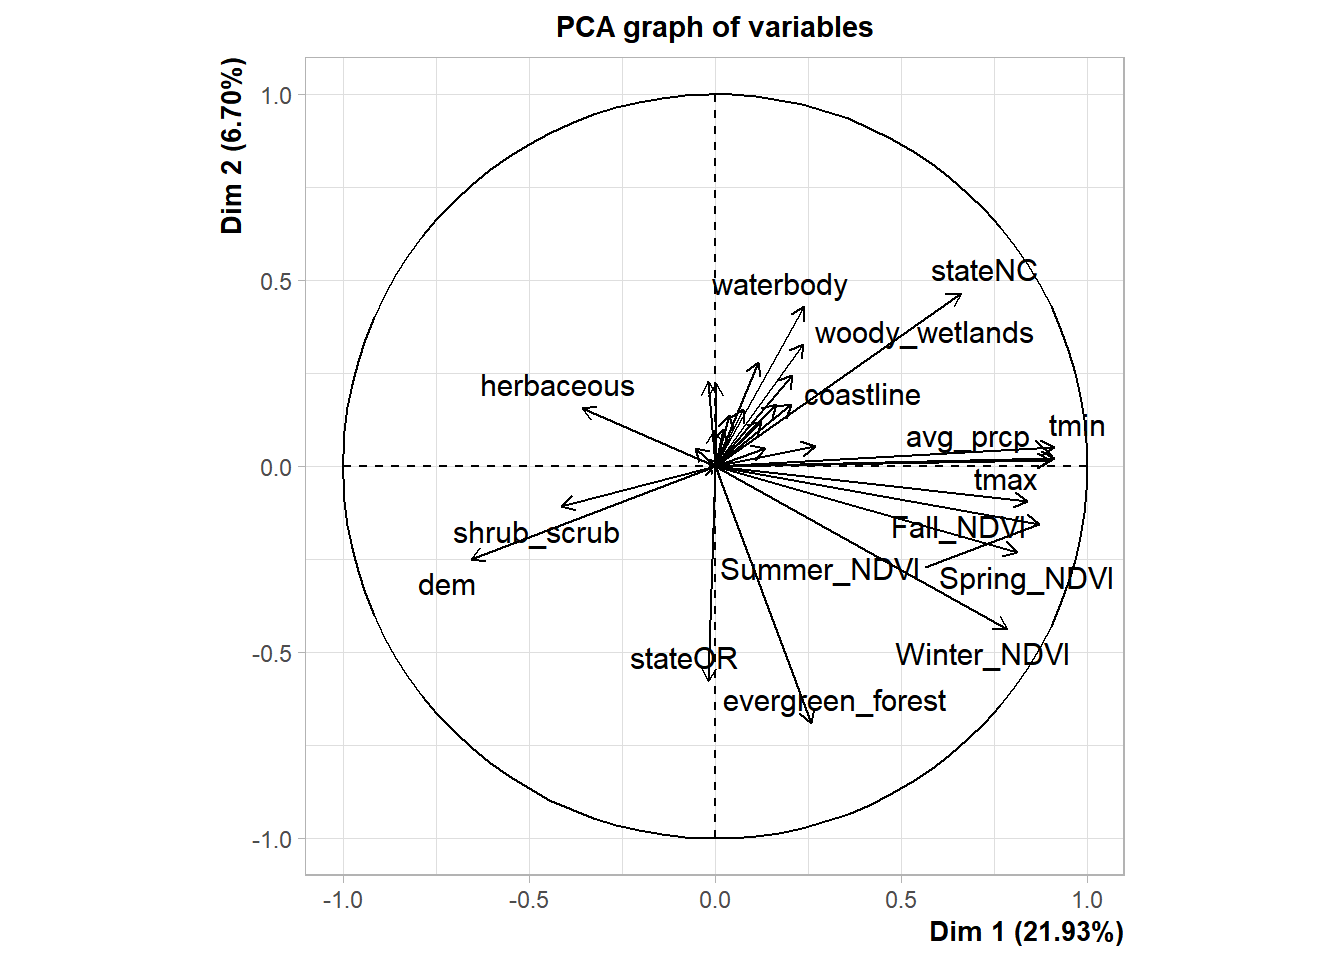 PCA graph of variables
Dim 2 (6.70%)
1.0
0.5
0.0
-0.5
-1.0
stateNC
waterbody
woody_wetlands
herbaceous
coastline
tmin
avg_prcp
tmax
Fall_NDVI
shrub_scrub
Summer_NDVI
Spring_NDVI
dem
Winter_NDVI
stateOR
evergreen_forest
-1.0
-0.5
0.0
0.5
1.0
Dim 1 (21.93%)